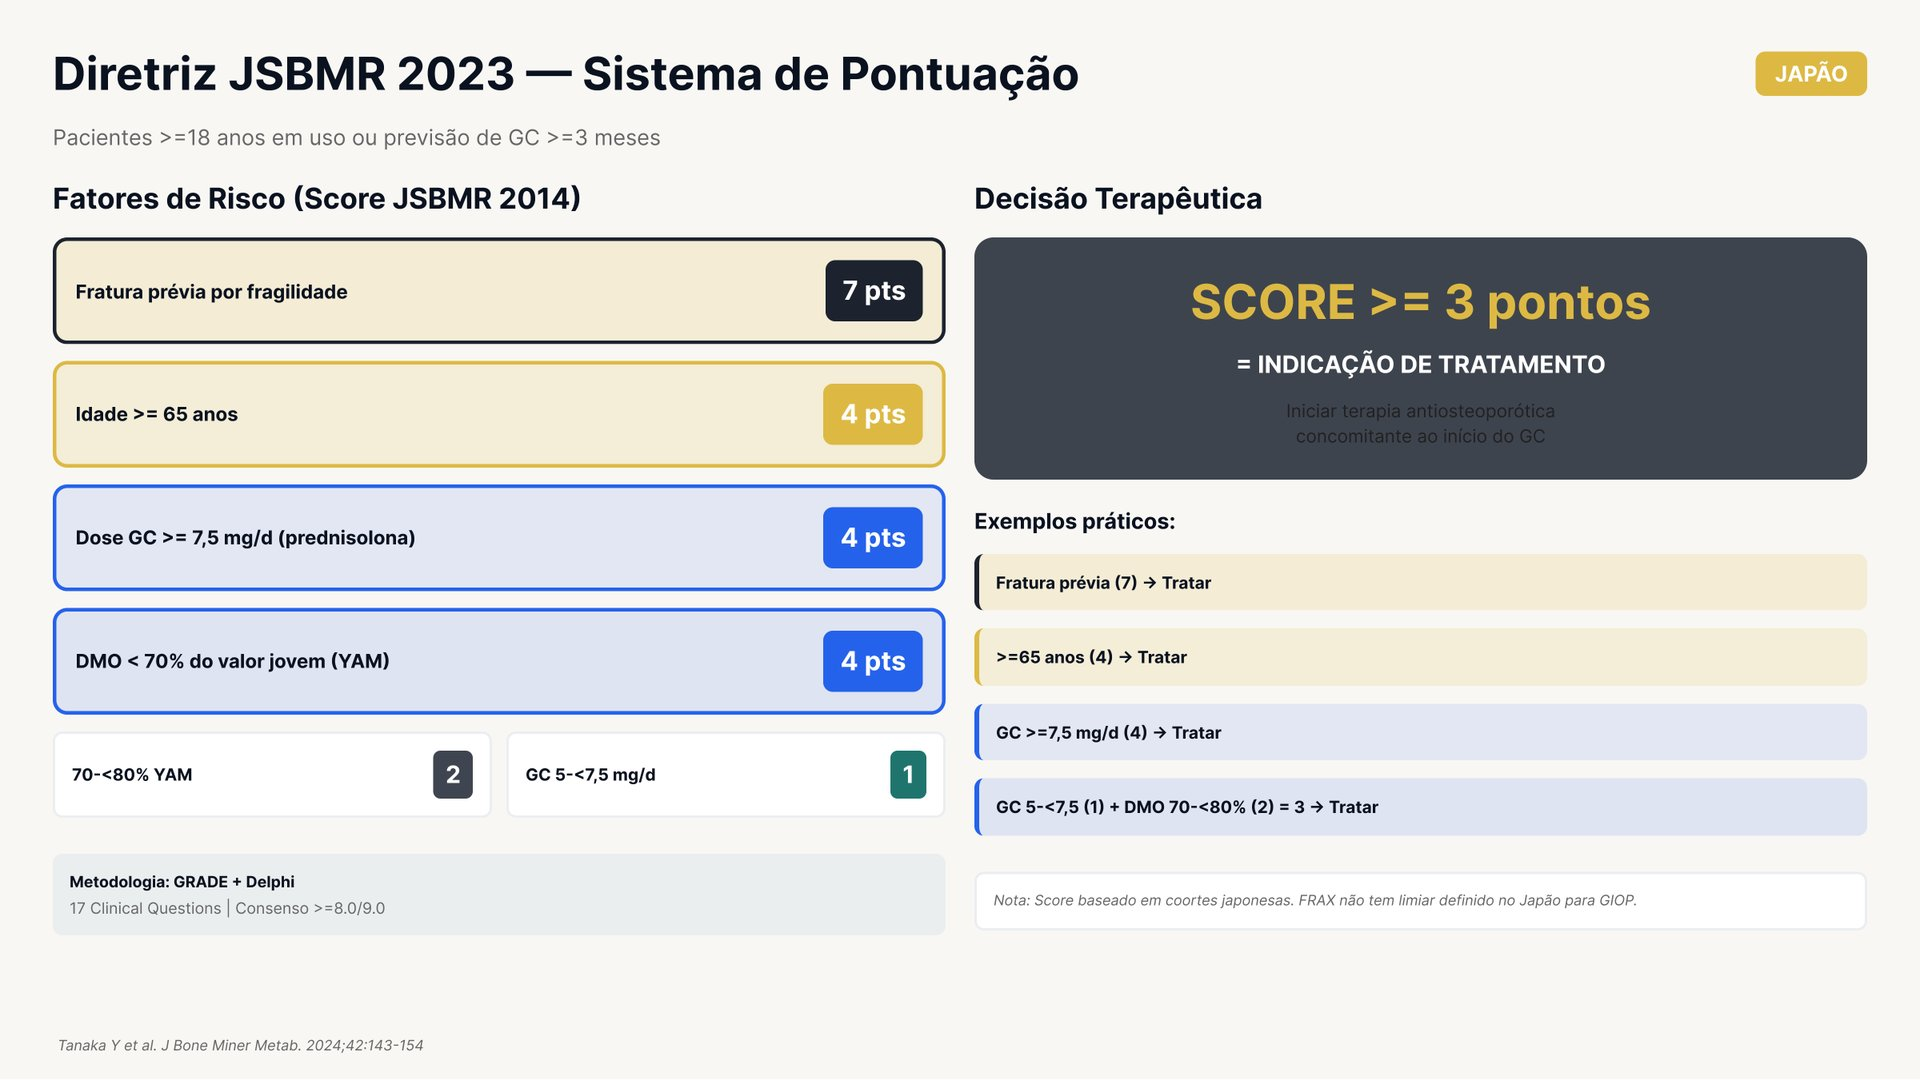 Diretriz JSBMR 2023 — Sistema de Pontuação
JAPÃO
Pacientes >=18 anos em uso ou previsão de GC >=3 meses
Fatores de Risco (Score JSBMR 2014)
Fratura prévia por fragilidade
7 pts
Idade >= 65 anos
4 pts
Dose GC >= 7,5 mg/d (prednisolona)
4 pts
DMO < 70% do valor jovem (YAM)
4 pts
70-<80% YAM
2
GC 5-<7,5 mg/d
1
Metodologia: GRADE + Delphi
17 Clinical Questions | Consenso >=8.0/9.0
Decisão Terapêutica
SCORE >= 3 pontos
= INDICAÇÃO DE TRATAMENTO
Iniciar terapia antiosteoporótica
concomitante ao início do GC
Exemplos práticos:
Fratura prévia (7) → Tratar
>=65 anos (4) → Tratar
GC >=7,5 mg/d (4) → Tratar
GC 5-<7,5 (1) + DMO 70-<80% (2) = 3 → Tratar
Nota: Score baseado em coortes japonesas. FRAX não tem limiar definido no Japão para GIOP.
Tanaka Y et al. J Bone Miner Metab. 2024;42:143-154